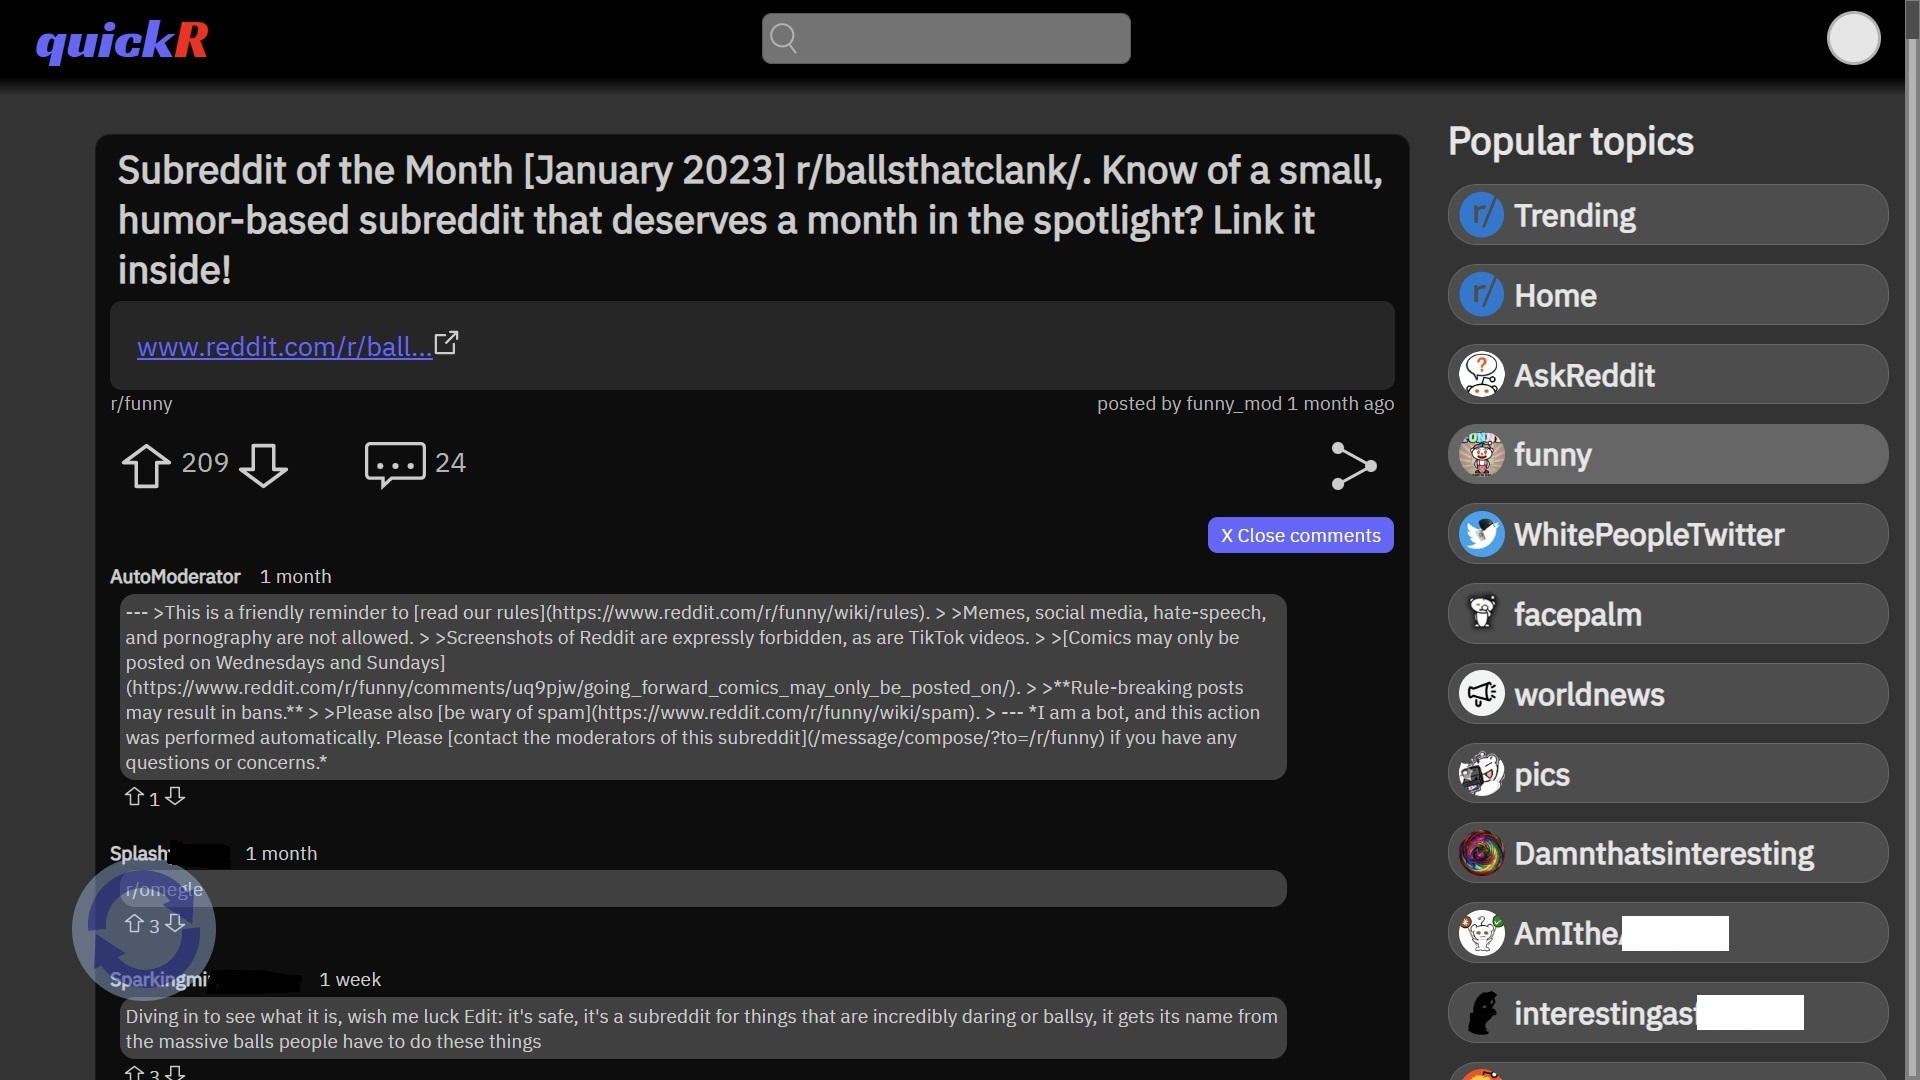 quickR
Subreddit of the Month [January 2023] r/ballsthatclank/. Know of a small,
humor-based subreddit that deserves a month in the spotlight? Link it
inside!
www.reddit.com/r/ball...
r/funny
posted by funny_mod 1 month ago
209
24
X Close comments
AutoModerator 1 month
--- >This is a friendly reminder to [read our rules](https://www.reddit.com/r/funny/wiki/rules). > >Memes, social media, hate-speech,
and pornography are not allowed. > >Screenshots of Reddit are expressly forbidden, as are TikTok videos. > >[Comics may only be
posted on Wednesdays and Sundays]
(https://www.reddit.com/r/funny/comments/uq9pjw/going_forward_comics_may_only_be_posted_on/). > >**Rule-breaking posts
may result in bans.** > >Please also [be wary of spam](https://www.reddit.com/r/funny/wiki/spam). > --- *I am a bot, and this action
was performed automatically. Please [contact the moderators of this subreddit](/message/compose/?to=/r/funny) if you have any
questions or concerns.*
1
Splash 1 month
r/omegle
3
Sparkingmi 1 week
Diving in to see what it is, wish me luck Edit: it's safe, it's a subreddit for things that are incredibly daring or ballsy, it gets its name from
the massive balls people have to do these things
3
Popular topics
r/ Trending
r/ Home
AskReddit
funny
WhitePeopleTwitter
facepalm
worldnews
pics
Damnthatsinteresting
AmIthe
interestingas